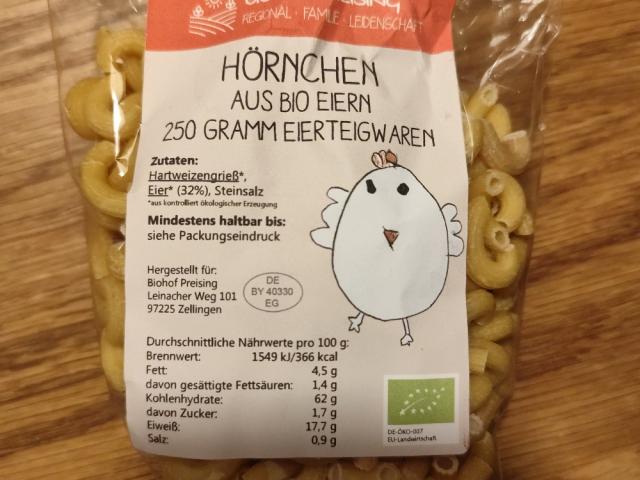 REGIONAL · FAMILIE · LEIDENSCHAFT
HÖRNCHEN
AUS BIO EIERN
250 GRAMM EIERTEIGWAREN
Zutaten:
Hartweizengrieß*,
Eier* (32%), Steinsalz
*aus kontrolliert ökologischer Erzeugung
Mindestens haltbar bis:
siehe Packungseindruck
Hergestellt für:
Biohof Preising
Leinacher Weg 101
97225 Zellingen
DE
BY 40330
EG
Durchschnittliche Nährwerte pro 100 g:
Brennwert: 1549 kJ/366 kcal
Fett: 4,5 g
davon gesättigte Fettsäuren: 1,4 g
Kohlenhydrate: 62 g
davon Zucker: 1,7 g
Eiweiß: 17,7 g
Salz: 0,9 g
DE-ÖKO-007
EU-Landwirtschaft